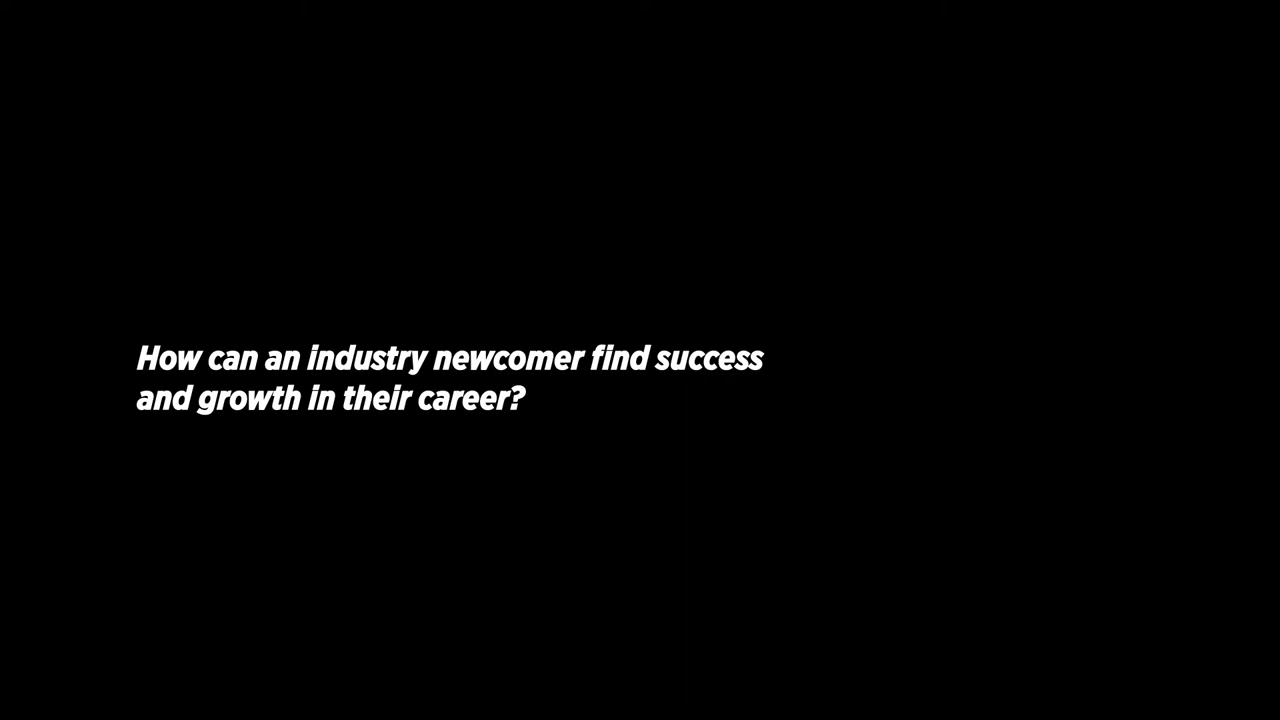 How can an industry newcomer find success
and growth in their career?